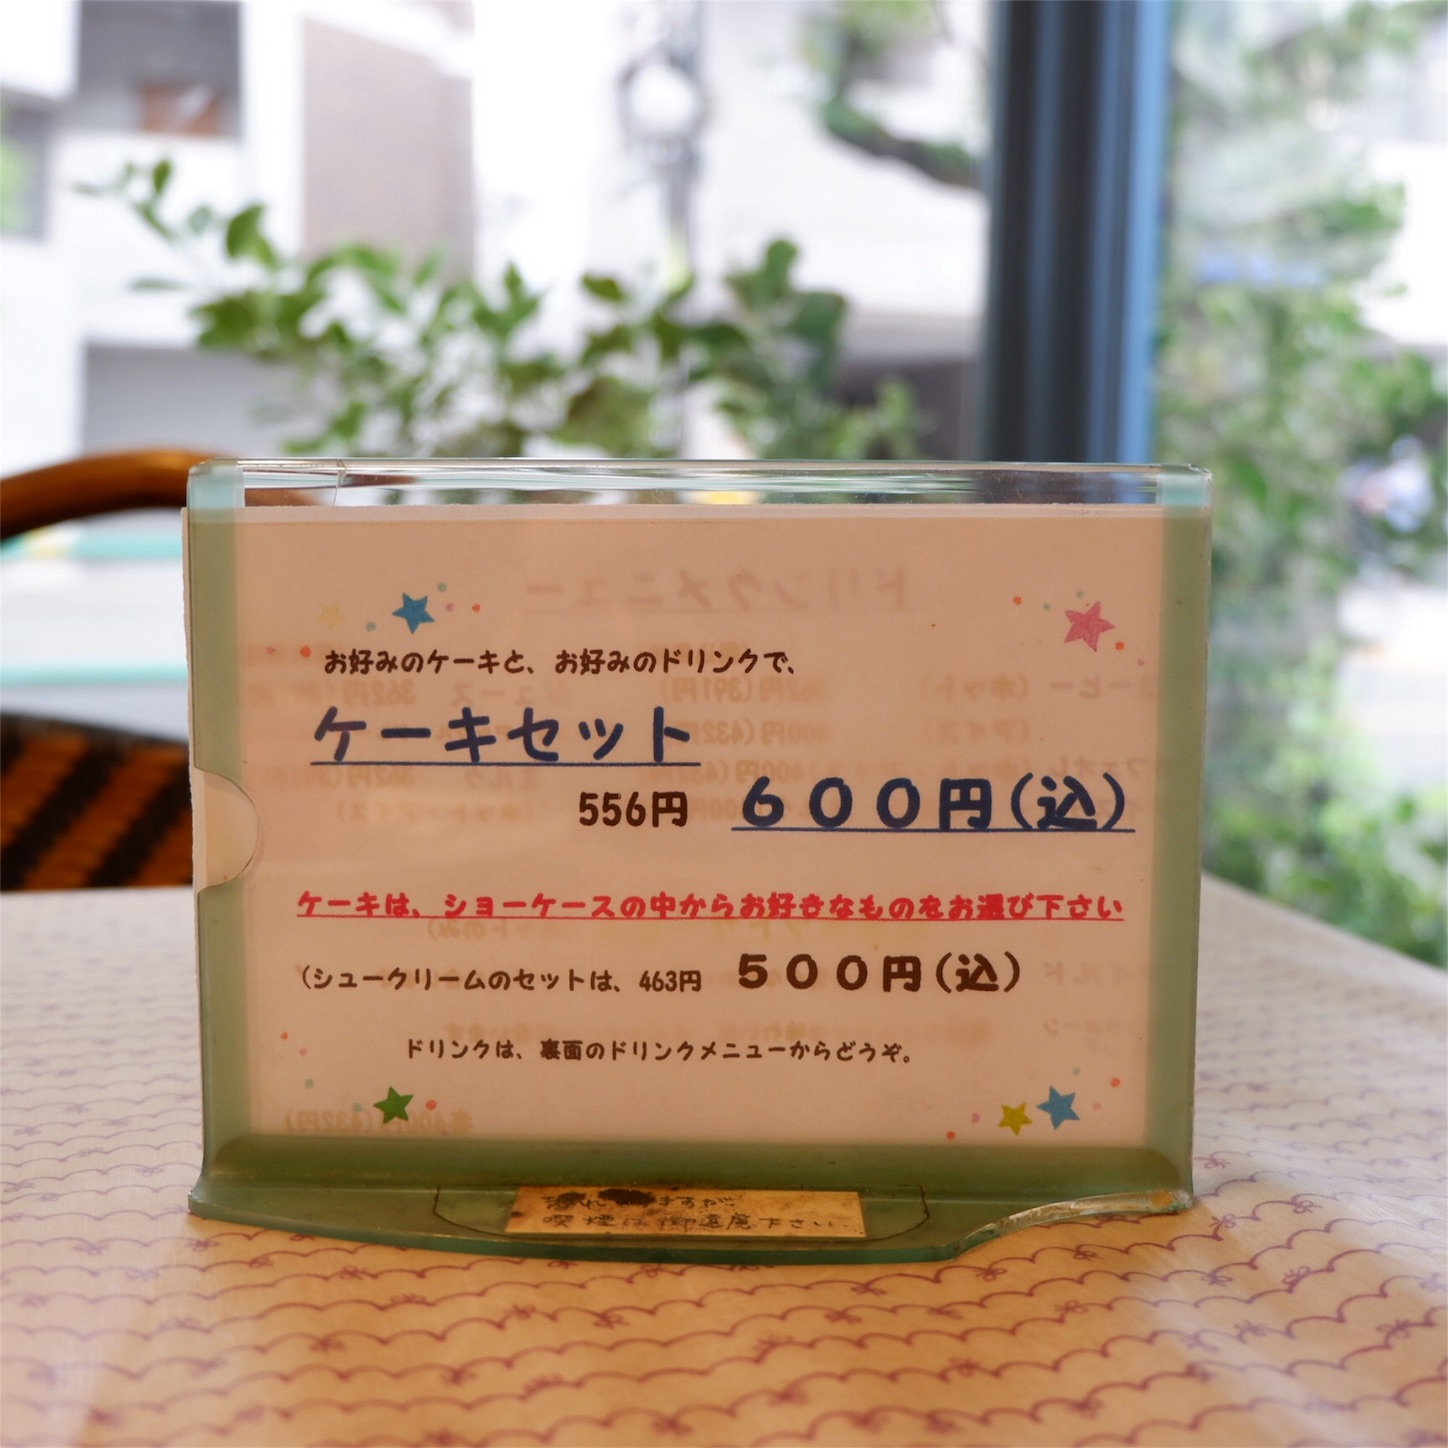 お好みのケーキと、お好みのドリンクで、
ケーキセット
556円 600円(込)
ケーキは、ショーケースの中からお好きなものをお選び下さい
(シュークリームのセットは、463円 500円(込)
ドリンクは、裏面のドリンクメニューからどうぞ。
喫煙は御遠慮下さい